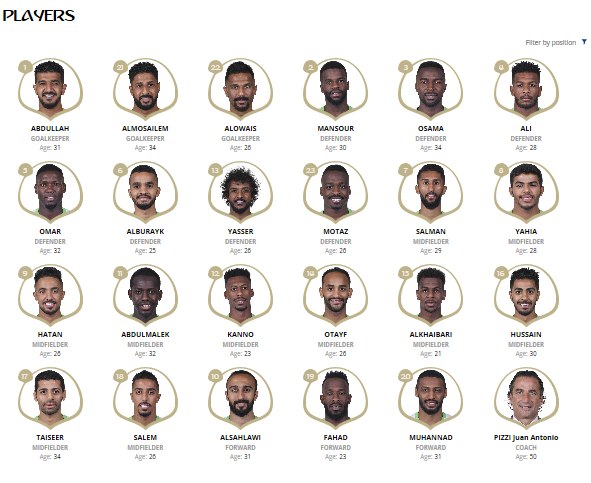 PLAYERS
Filter by position
1 21 22 2 3 4
ABDULLAH ALMOSAILEM ALOWAIS MANSOUR OSAMA ALI
GOALKEEPER GOALKEEPER GOALKEEPER DEFENDER DEFENDER DEFENDER
Age: 31 Age: 34 Age: 26 Age: 30 Age: 34 Age: 28
5 6 13 23 7 8
OMAR ALBURAYK YASSER MOTAZ SALMAN YAHIA
DEFENDER DEFENDER DEFENDER DEFENDER MIDFIELDER MIDFIELDER
Age: 32 Age: 25 Age: 26 Age: 26 Age: 29 Age: 28
9 11 12 14 15 16
HATAN ABDULMALEK KANNO OTAYF ALKHAIBARI HUSSAIN
MIDFIELDER MIDFIELDER MIDFIELDER MIDFIELDER MIDFIELDER MIDFIELDER
Age: 26 Age: 32 Age: 23 Age: 26 Age: 21 Age: 30
17 18 10 19 20
TAISEER SALEM ALSAHLAWI FAHAD MUHANNAD PIZZI Juan Antonio
MIDFIELDER MIDFIELDER FORWARD FORWARD FORWARD COACH
Age: 34 Age: 26 Age: 31 Age: 23 Age: 31 Age: 50